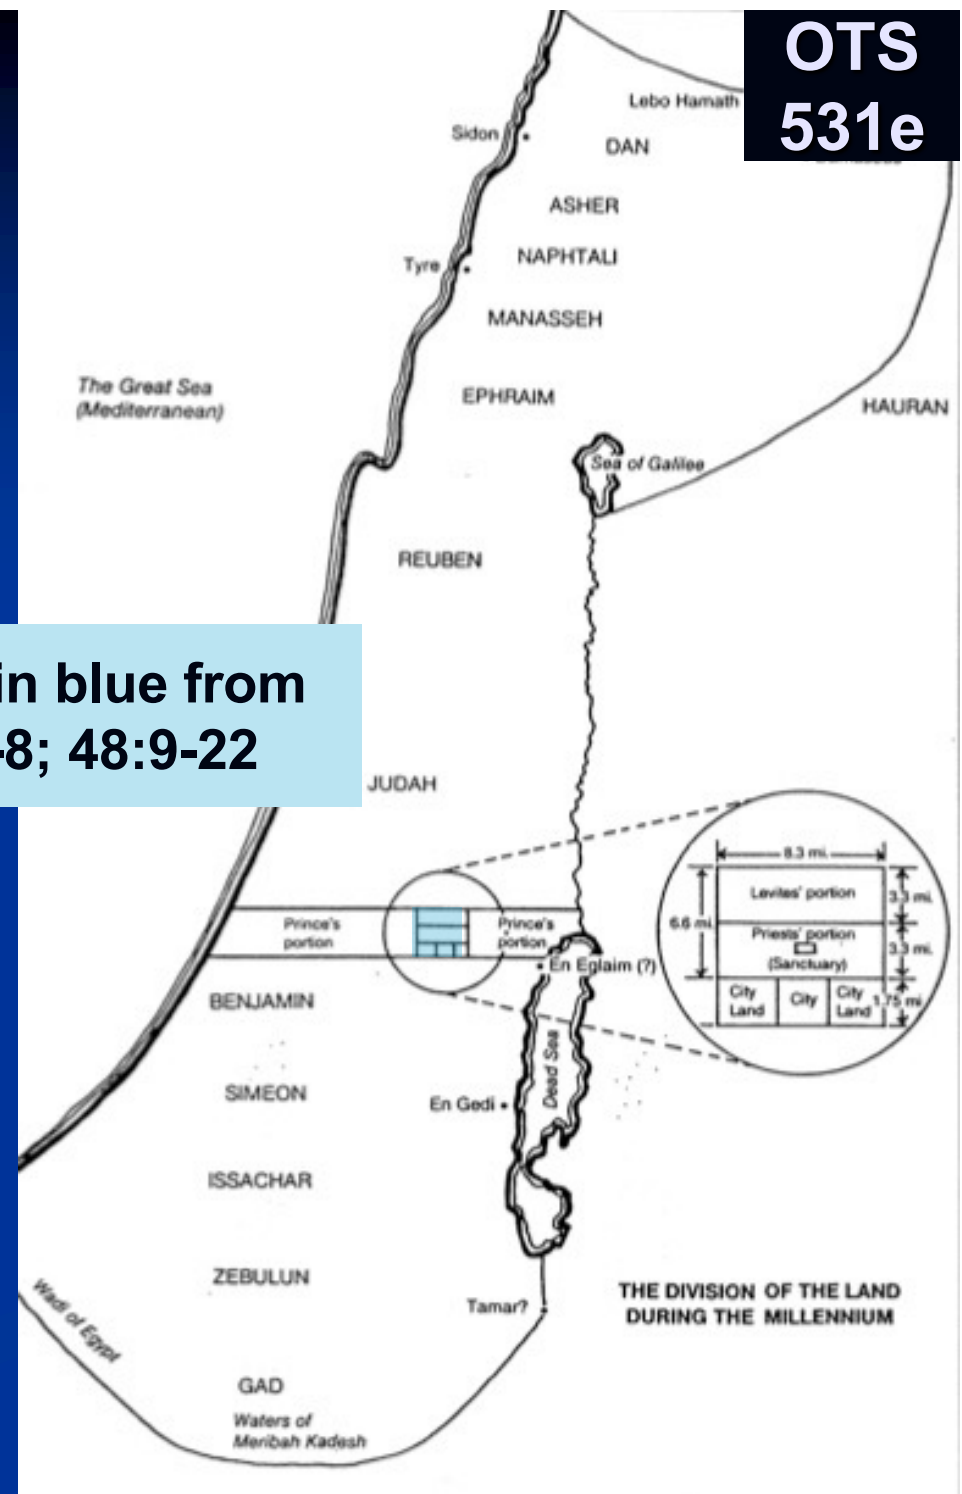 OTS
531e
Lebo Hamath
Sidon
DAN
ASHER
NAPHTALI
Tyre
MANASSEH
The Great Sea
(Mediterranean)
EPHRAIM
HAURAN
Sea of Galilee
REUBEN
in blue from
-8; 48:9-22
JUDAH
8.3 mi.
Levites' portion
3.3 mi.
6.6 mi.
Priests' portion
(Sanctuary)
3.3 mi.
City
Land
City
City
Land
1.75 mi.
Prince's
portion
Prince's
portion
En Eglaim (?)
BENJAMIN
Dead Sea
SIMEON
En Gedi
ISSACHAR
ZEBULUN
Wadi of Egypt
Tamar?
THE DIVISION OF THE LAND
DURING THE MILLENNIUM
GAD
Waters of
Meribah Kadesh